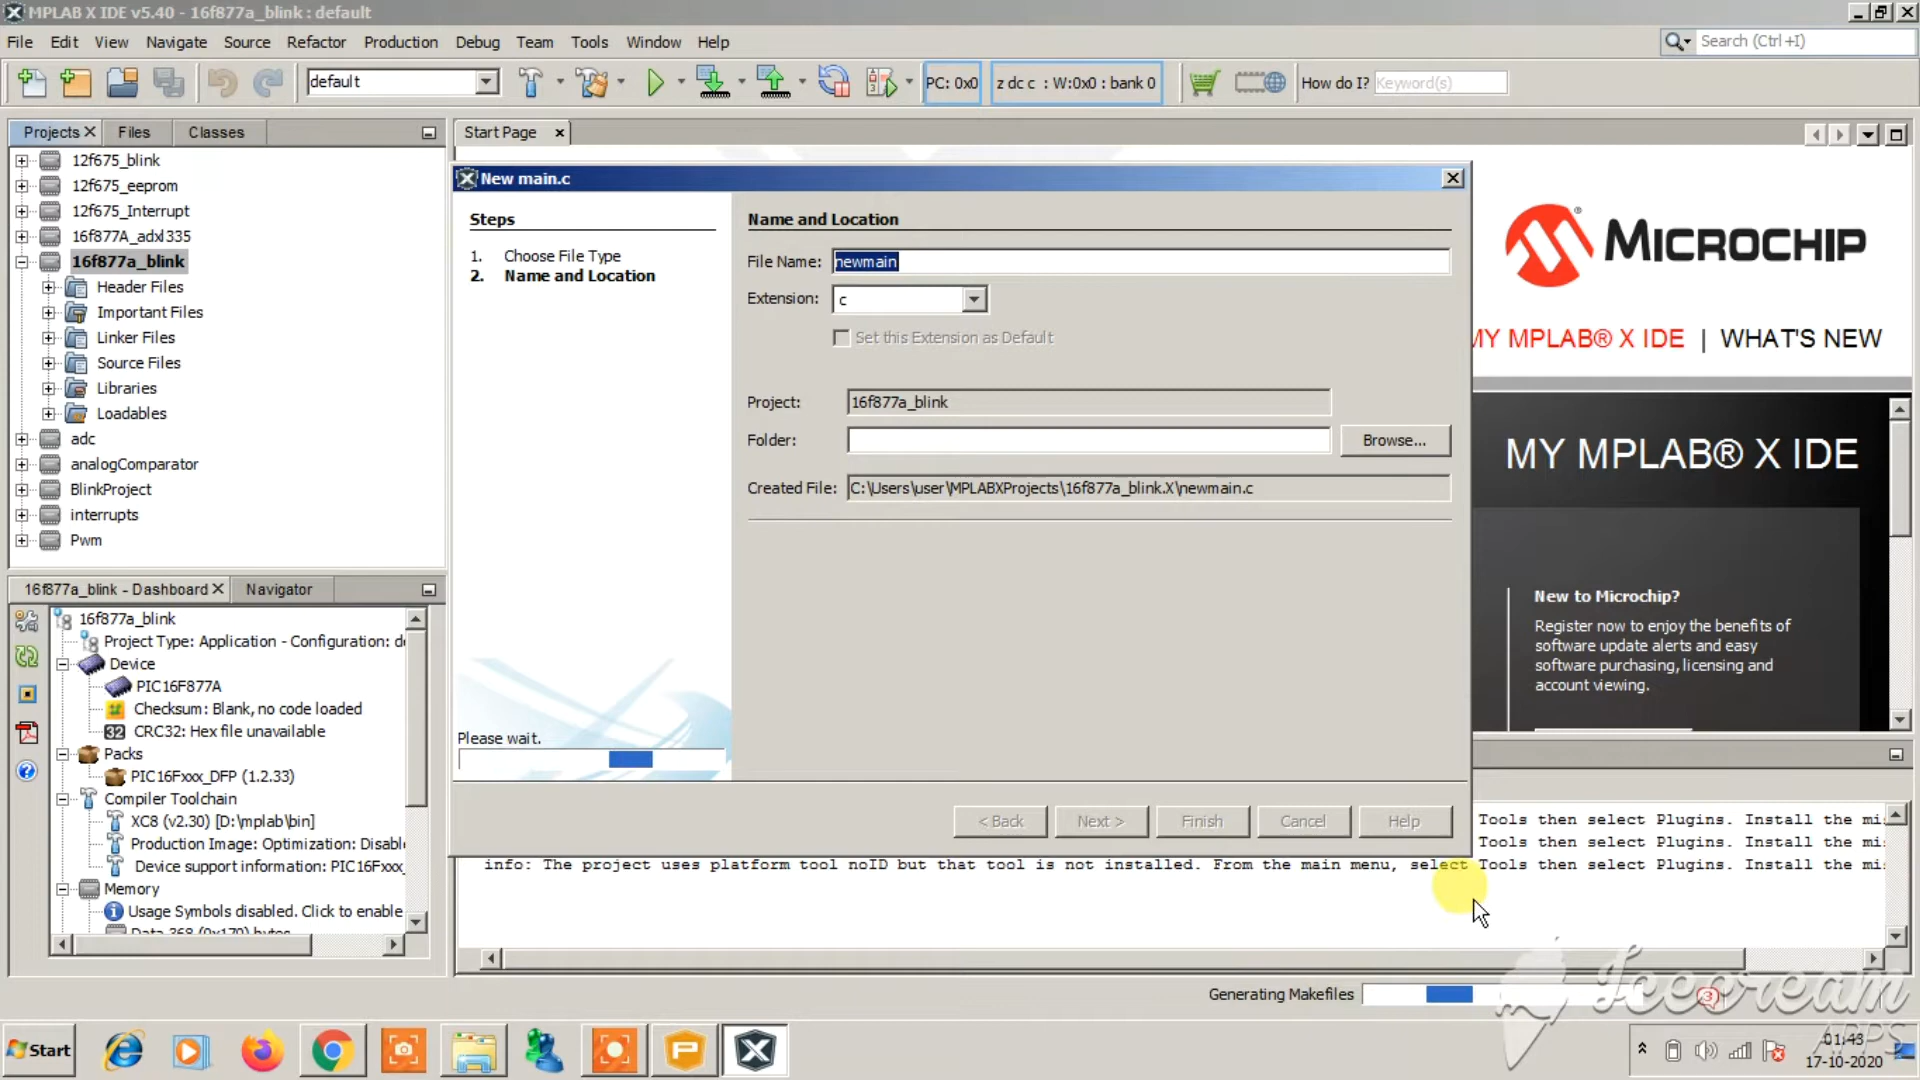 MPLAB X IDE v5.40 - 16f877a_blink : default
File Edit View Navigate Source Refactor Production Debug Team Tools Window Help
Search (Ctrl+I)
default
PC: 0x0
z dc c : W:0x0 : bank 0
How do I? Keyword(s)
Projects
Files
Classes
Start Page
12f675_blink
12f675_eeprom
12f675_Interrupt
16f877A_adxl335
16f877a_blink
Header Files
Important Files
Linker Files
Source Files
Libraries
Loadables
adc
analogComparator
BlinkProject
interrupts
Pwm
New main.c
Steps
1. Choose File Type
2. Name and Location
Please wait.
Name and Location
File Name: newmain
Extension: c
Set this Extension as Default
Project: 16f877a_blink
Folder:
Browse...
Created File: C:\Users\user\MPLABXProjects\16f877a_blink.X\newmain.c
< Back
Next >
Finish
Cancel
Help
MICROCHIP
MY MPLAB® X IDE | WHAT'S NEW
MY MPLAB® X IDE
New to Microchip?
Register now to enjoy the benefits of
software update alerts and easy
software purchasing, licensing and
account viewing.
16f877a_blink - Dashboard
Navigator
16f877a_blink
Project Type: Application - Configuration: de
Device
PIC16F877A
Checksum: Blank, no code loaded
CRC32: Hex file unavailable
Packs
PIC16Fxxx_DFP (1.2.33)
Compiler Toolchain
XC8 (v2.30) [D:\mplab\bin]
Production Image: Optimization: Disable
Device support information: PIC16Fxxx_
Memory
Usage Symbols disabled. Click to enable
Data 368 (0x170) bytes
Tools then select Plugins. Install the mi
Tools then select Plugins. Install the mi
info: The project uses platform tool noID but that tool is not installed. From the main menu, select Tools then select Plugins. Install the mi
Generating Makefiles
3
Icecream
APPS
Start
01:43
17-10-2020